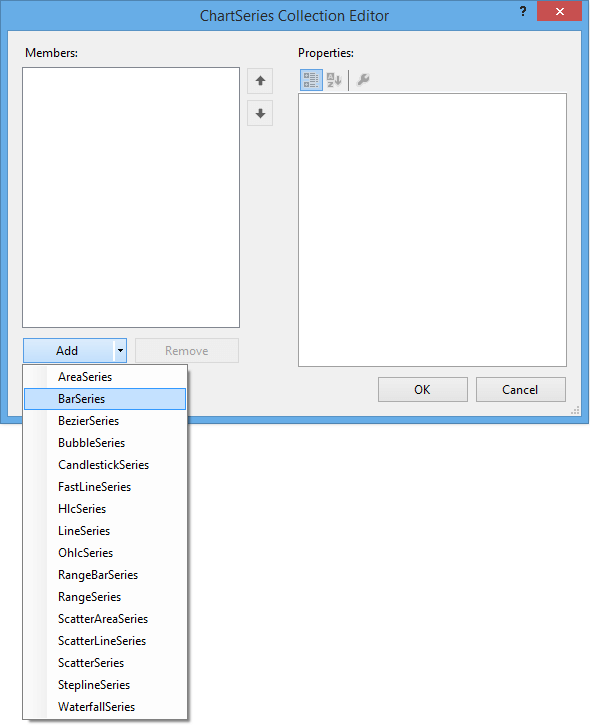 ChartSeries Collection Editor
?
Members:
Properties:
Add
Remove
OK
Cancel
AreaSeries
BarSeries
BezierSeries
BubbleSeries
CandlestickSeries
FastLineSeries
HlcSeries
LineSeries
OhlcSeries
RangeBarSeries
RangeSeries
ScatterAreaSeries
ScatterLineSeries
ScatterSeries
SteplineSeries
WaterfallSeries